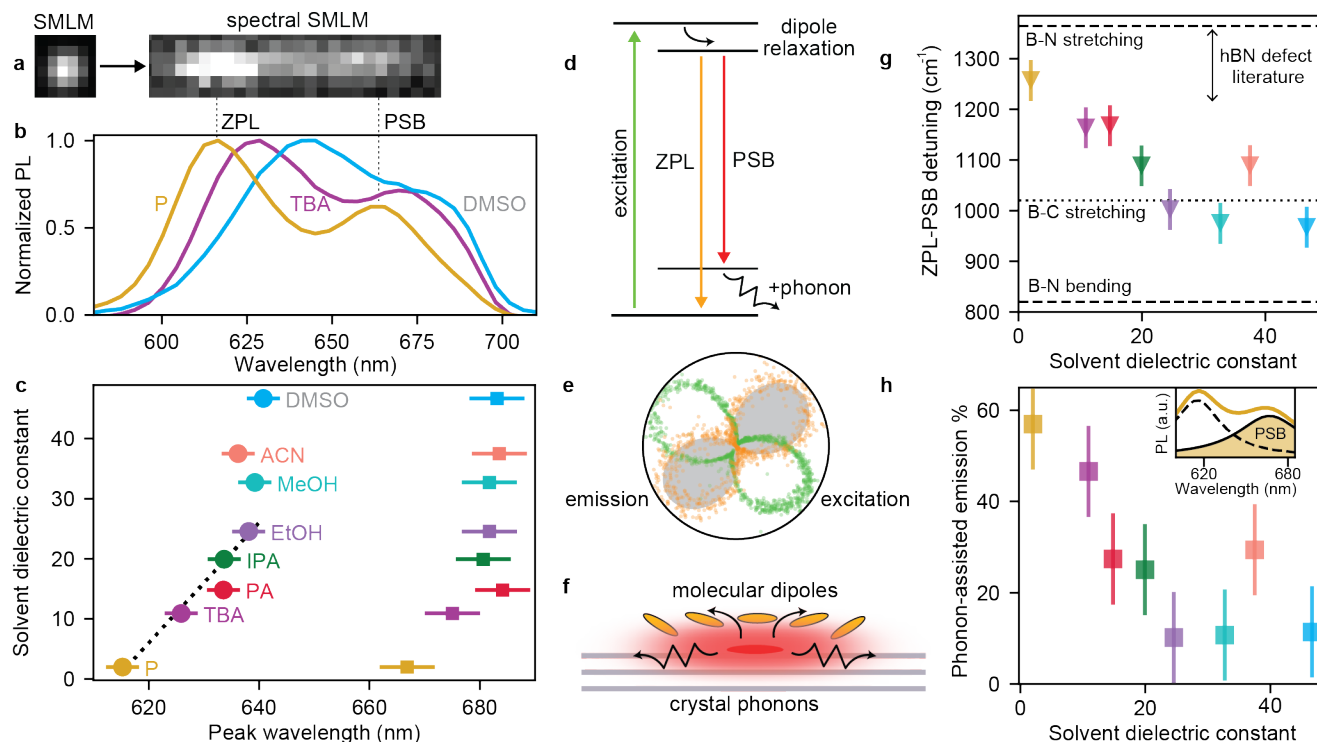 SMLM
spectral SMLM
a
b
ZPL
PSB
1.0
0.5
0.0
Normalized PL
P
TBA
DMSO
600
625
650
675
700
Wavelength (nm)
c
Solvent dielectric constant
40
30
20
10
0
DMSO
ACN
MeOH
EtOH
IPA
PA
TBA
P
620
640
660
680
Peak wavelength (nm)
d
dipole
relaxation
excitation
ZPL
PSB
+phonon
e
emission
excitation
f
molecular dipoles
crystal phonons
g
ZPL-PSB detuning (cm⁻¹)
1300
1200
1100
1000
900
800
B-N stretching
hBN defect
literature
B-C stretching
B-N bending
0
20
40
Solvent dielectric constant
h
Phonon-assisted emission %
60
40
20
0
PL (a.u.)
PSB
620
680
Wavelength (nm)
0
20
40
Solvent dielectric constant